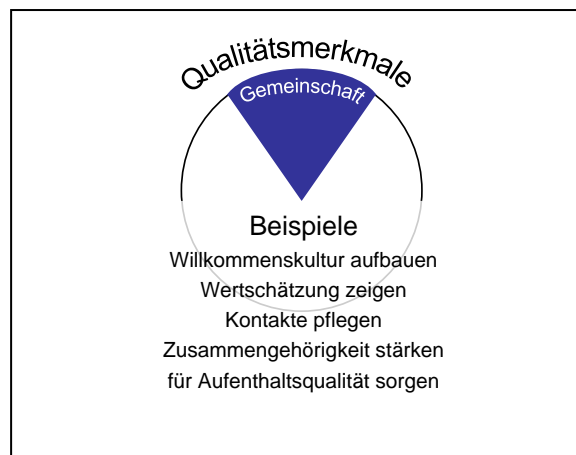 Qualitätsmerkmale
Gemeinschaft
Beispiele
Willkommenskultur aufbauen
Wertschätzung zeigen
Kontakte pflegen
Zusammengehörigkeit stärken
für Aufenthaltsqualität sorgen